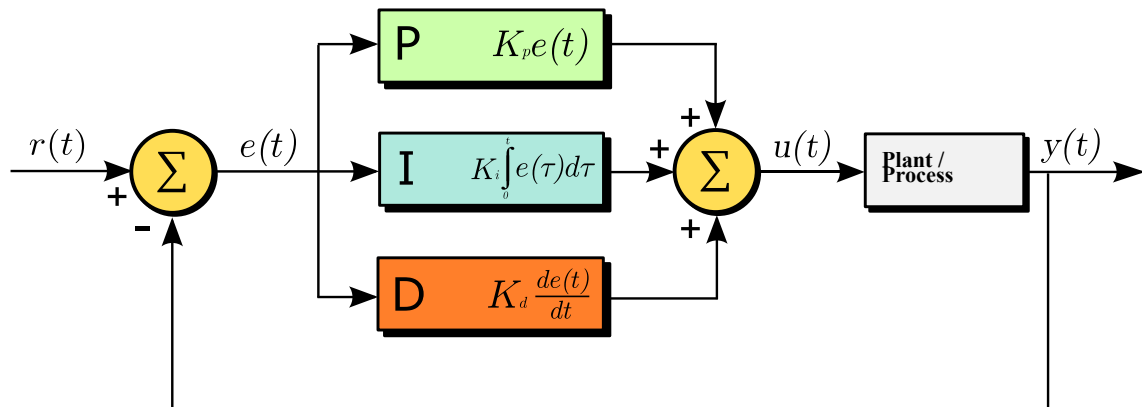 P K_p e(t)
r(t)
+
-
Σ
e(t)
I K_i ∫_0^t e(τ)dτ
D K_d de(t)/dt
+
+
+
Σ
u(t)
Plant /
Process
y(t)